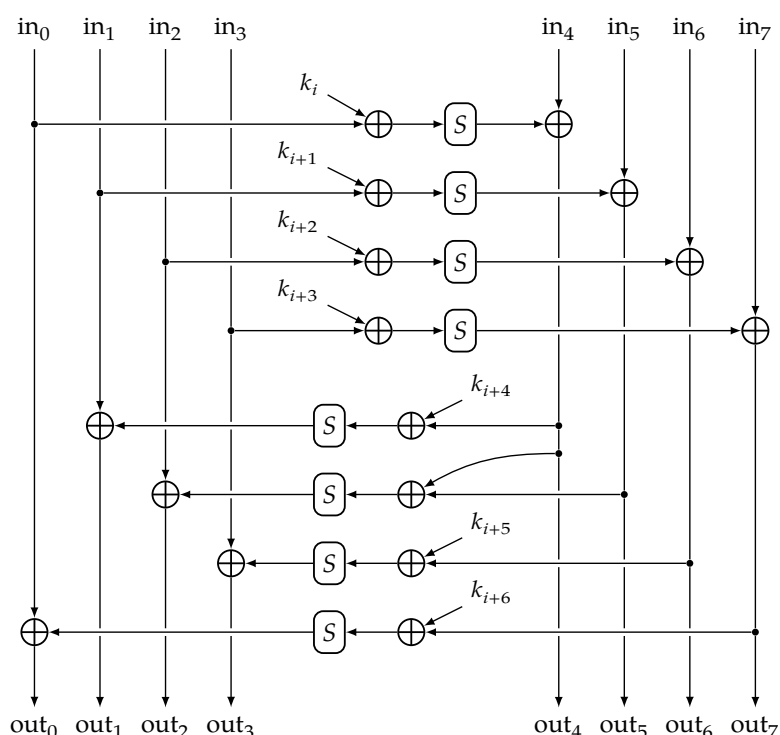 in₀ in₁ in₂ in₃ in₄ in₅ in₆ in₇
kᵢ
S
kᵢ₊₁
S
kᵢ₊₂
S
kᵢ₊₃
S
kᵢ₊₄
S
S
kᵢ₊₅
S
kᵢ₊₆
S
out₀ out₁ out₂ out₃ out₄ out₅ out₆ out₇